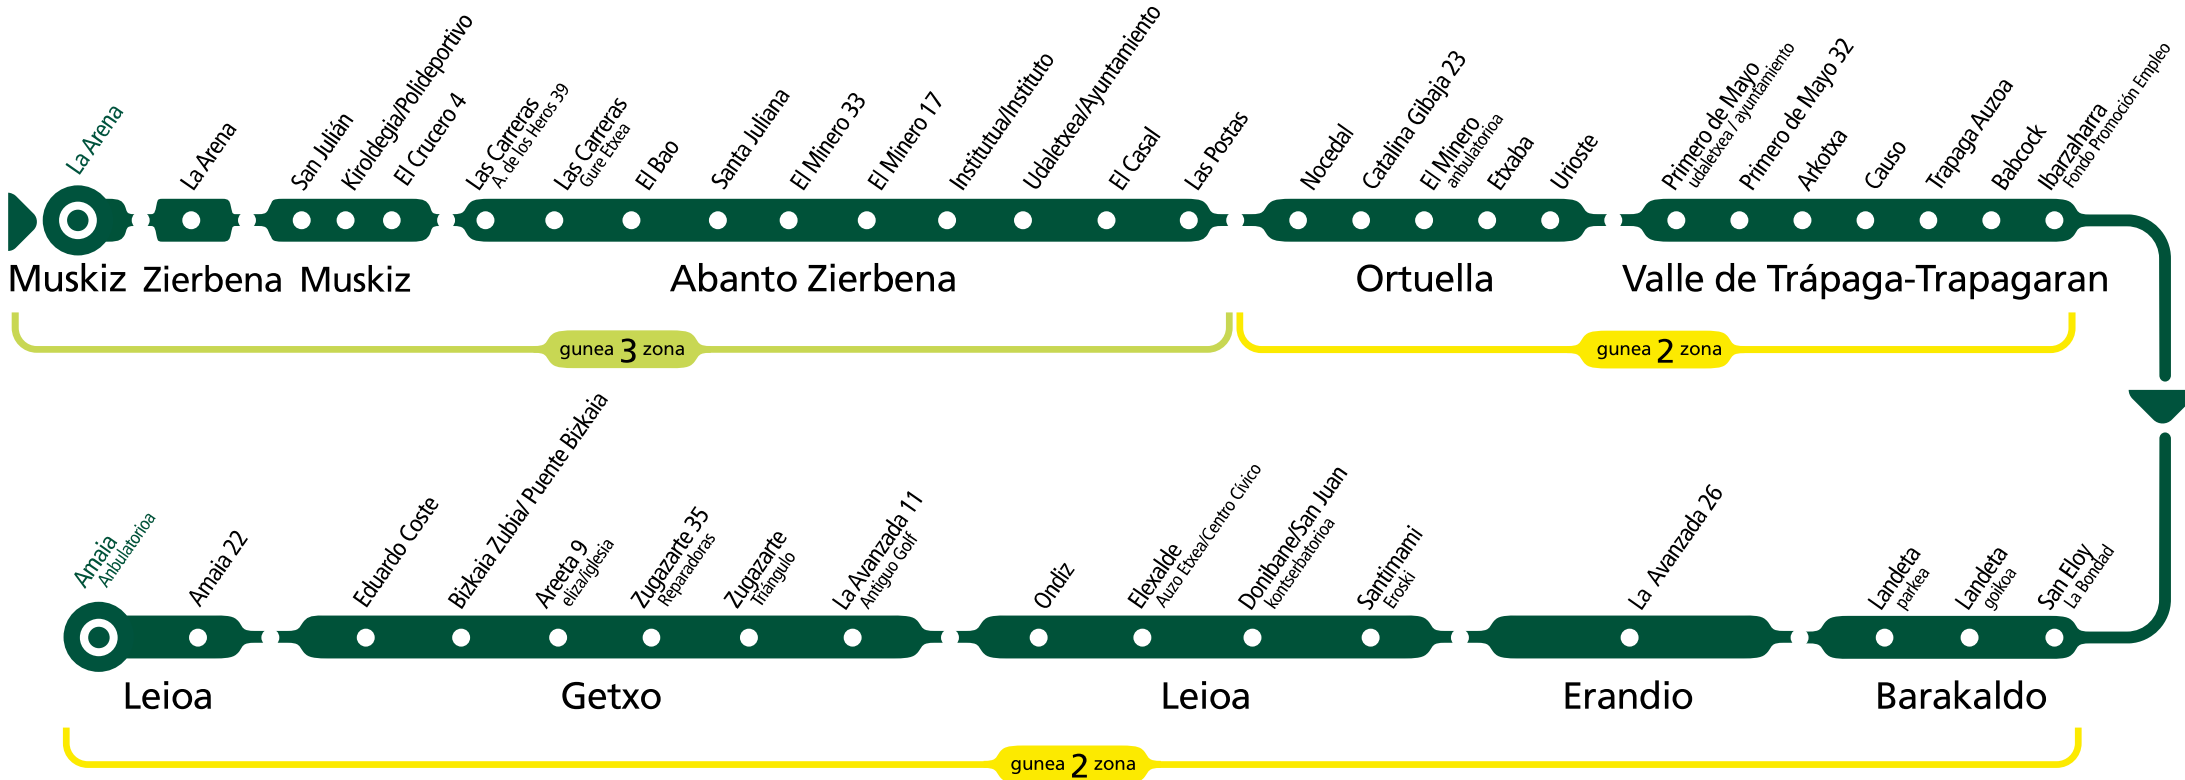 La Arena
La Arena
San Julián
Kiroldegia/Polideportivo
El Crucero 4
Las Carreras
A. de los Heros 39
Las Carreras
Gure Etxea
El Bao
Santa Juliana
El Minero 33
El Minero 17
Institutua/Instituto
Udaletxea/Ayuntamiento
El Casal
Las Postas
Nocedal
Catalina Gibaja 23
El Minero
anbulatorioa
Etxaba
Urioste
Primero de Mayo
udaletxea / ayuntamiento
Primero de Mayo 32
Arkotxa
Causo
Trapaga Auzoa
Babcock
Ibarzaharra
Fondo Promoción Empleo
Muskiz
Zierbena
Muskiz
Abanto Zierbena
Ortuella
Valle de Trápaga-Trapagaran
gunea 3 zona
gunea 2 zona
Amaia
Anbulatorioa
Amaia 22
Eduardo Coste
Bizkaia Zubia/ Puente Bizkaia
Areeta 9
eliza/iglesia
Zugazarte 35
Reparadoras
Zugazarte
Triángulo
La Avanzada 11
Antiguo Golf
Ondiz
Elexalde
Auzo Etxea/Centro Cívico
Donibane/San Juan
kontserbatorioa
Santimami
Eroski
La Avanzada 26
Landeta
parkea
Landeta
goikoa
San Eloy
La Bondad
Leioa
Getxo
Leioa
Erandio
Barakaldo
gunea 2 zona